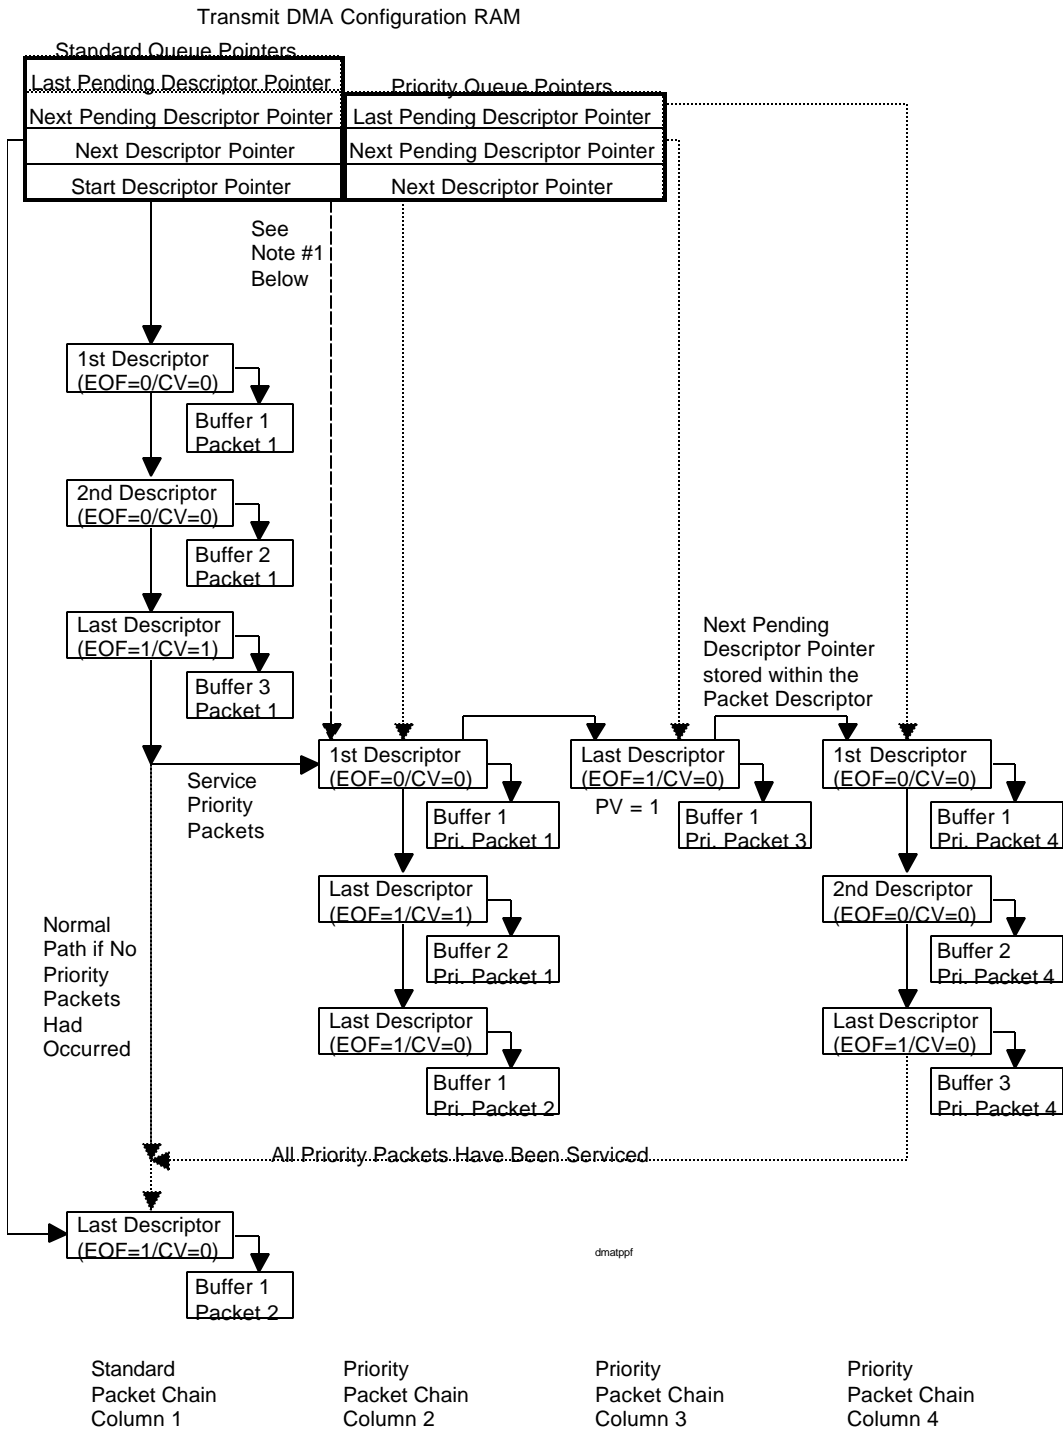 Transmit DMA Configuration RAM
Standard Queue Pointers
Last Pending Descriptor Pointer
Next Pending Descriptor Pointer
Next Descriptor Pointer
Start Descriptor Pointer
Priority Queue Pointers
Last Pending Descriptor Pointer
Next Pending Descriptor Pointer
Next Descriptor Pointer
See
Note #1
Below
1st Descriptor
(EOF=0/CV=0)
Buffer 1
Packet 1
2nd Descriptor
(EOF=0/CV=0)
Buffer 2
Packet 1
Last Descriptor
(EOF=1/CV=1)
Buffer 3
Packet 1
Next Pending
Descriptor Pointer
stored within the
Packet Descriptor
Service
Priority
Packets
1st Descriptor
(EOF=0/CV=0)
Buffer 1
Pri. Packet 1
Last Descriptor
(EOF=1/CV=1)
Buffer 2
Pri. Packet 1
Last Descriptor
(EOF=1/CV=0)
Buffer 1
Pri. Packet 2
Last Descriptor
(EOF=1/CV=0)
PV = 1
Buffer 1
Pri. Packet 3
1st Descriptor
(EOF=0/CV=0)
Buffer 1
Pri. Packet 4
2nd Descriptor
(EOF=0/CV=0)
Buffer 2
Pri. Packet 4
Last Descriptor
(EOF=1/CV=0)
Buffer 3
Pri. Packet 4
Normal
Path if No
Priority
Packets
Had
Occurred
All Priority Packets Have Been Serviced
Last Descriptor
(EOF=1/CV=0)
Buffer 1
Packet 2
dmatppf
Standard
Packet Chain
Column 1
Priority
Packet Chain
Column 2
Priority
Packet Chain
Column 3
Priority
Packet Chain
Column 4